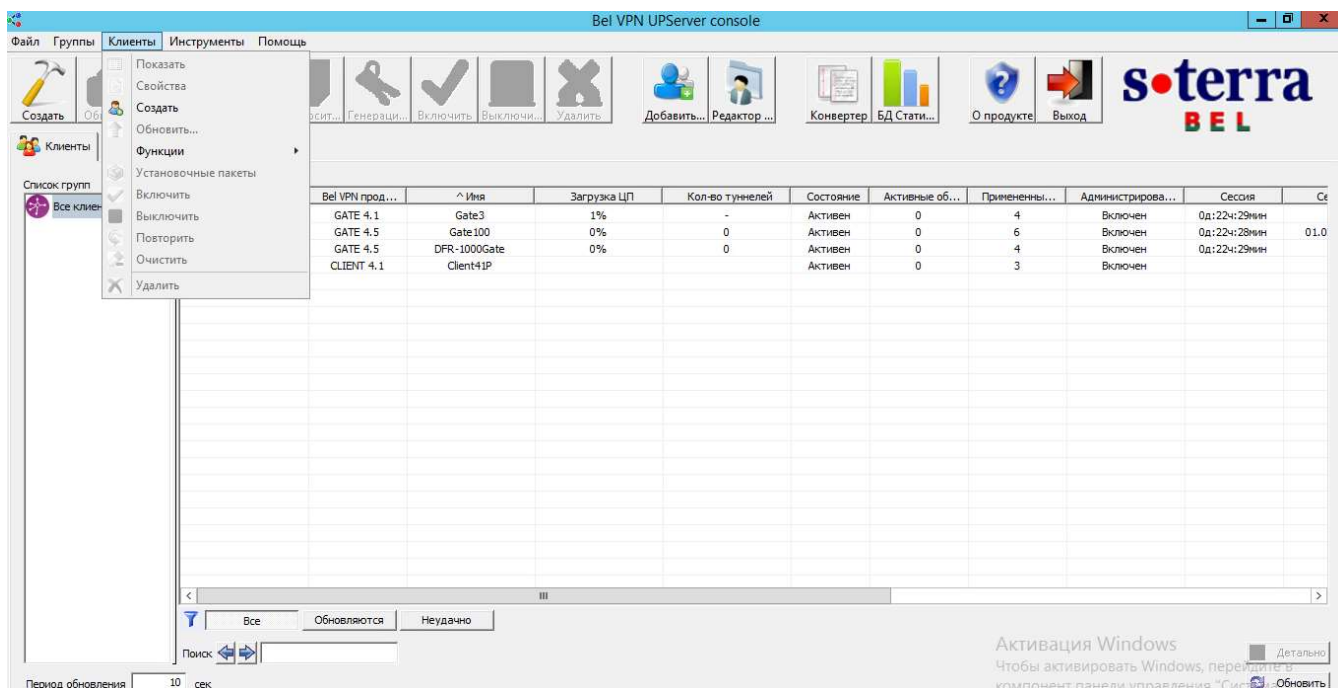 Bel VPN UPServer console
Файл Группы Клиенты Инструменты Помощь
Показать
Свойства
Создать
Обновить...
Функции
Установочные пакеты
Включить
Выключить
Повторить
Очистить
Удалить
Создать Генераци... Включить Выключи... Удалить Добавить... Редактор ... Конвертер БД Стати... О продукте Выход
s•terra
BEL
Клиенты
Список групп
Bel VPN прод... ^ Имя Загрузка ЦП Кол-во туннелей Состояние Активные об... Примененны... Администрирова... Сессия
GATE 4.1 Gate3 1% - Активен 0 4 Включен 0д:22ч:29мин
GATE 4.5 Gate100 0% 0 Активен 0 6 Включен 0д:22ч:28мин 01.0
GATE 4.5 DFR-1000Gate 0% 0 Активен 0 4 Включен 0д:22ч:29мин
CLIENT 4.1 Client41P Активен 0 3 Включен
Все Обновляются Неудачно
Поиск
Активация Windows
Чтобы активировать Windows, перейдите в
компонент панели управления
Детально
Период обновления 10 сек
Обновить